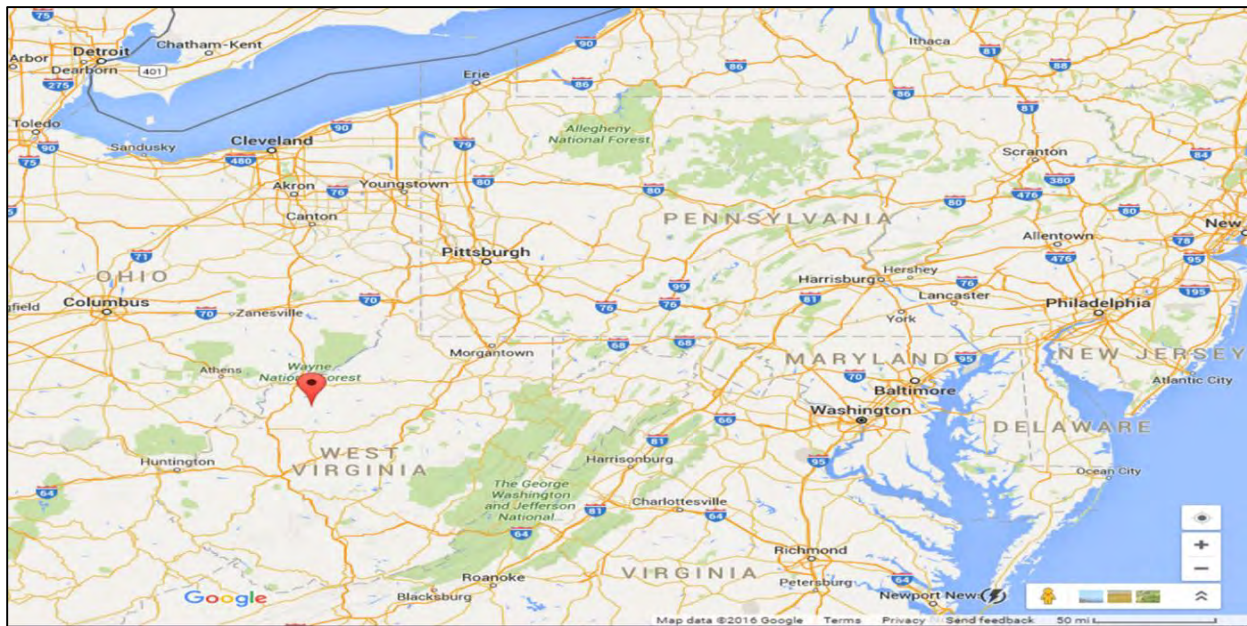 75
Detroit
Chatham-Kent
Arbor
Dearborn
401
275
Toledo
90
75
Sandusky
Cleveland
480
90
Erie
90
86
86
86
88
Ithaca
81
Allegheny
National Forest
79
Scranton
84
380
476
80
80
80
80
80
Akron
76
Youngstown
Canton
71
OHIO
Columbus
70
Zanesville
70
Pittsburgh
PENNSYLVANIA
99
76
76
Harrisburg
Hershey
81
76
Lancaster
York
Allentown
476
78
New
95
195
Philadelphia
Athens
Wayne
National Forest
Morgantown
68
68
MARYLAND
95
70
Baltimore
NEW JERSEY
Atlantic City
Washington
66
DELAWARE
Ocean City
WEST
VIRGINIA
Huntington
64
81
Harrisonburg
95
The George
Washington
and Jefferson
National...
81
Charlottesville
64
64
Richmond
Petersburg
64
VIRGINIA
Roanoke
Blacksburg
Newport News
Google
Map data ©2016 Google
Terms
Privacy
Send feedback
50 mi